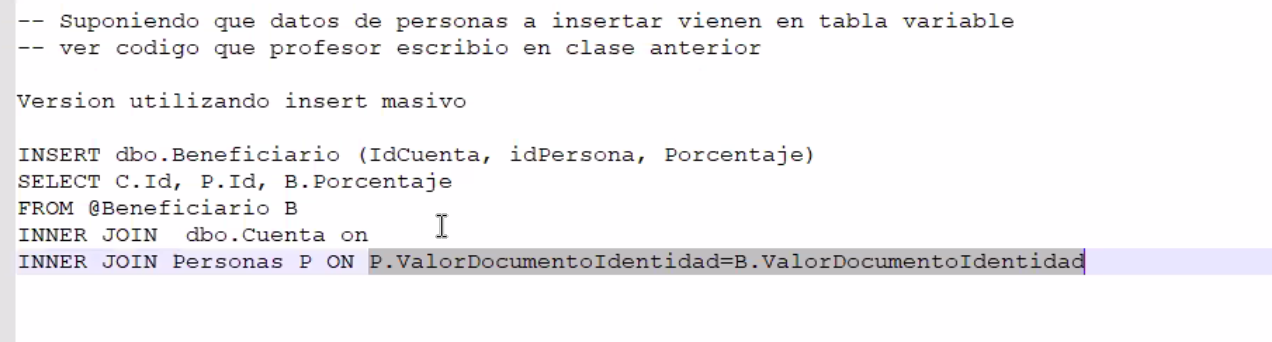 -- Suponiendo que datos de personas a insertar vienen en tabla variable
-- ver codigo que profesor escribio en clase anterior
Version utilizando insert masivo
INSERT dbo.Beneficiario (IdCuenta, idPersona, Porcentaje)
SELECT C.Id, P.Id, B.Porcentaje
FROM @Beneficiario B
INNER JOIN  dbo.Cuenta on
INNER JOIN Personas P ON P.ValorDocumentoIdentidad=B.ValorDocumentoIdentidad